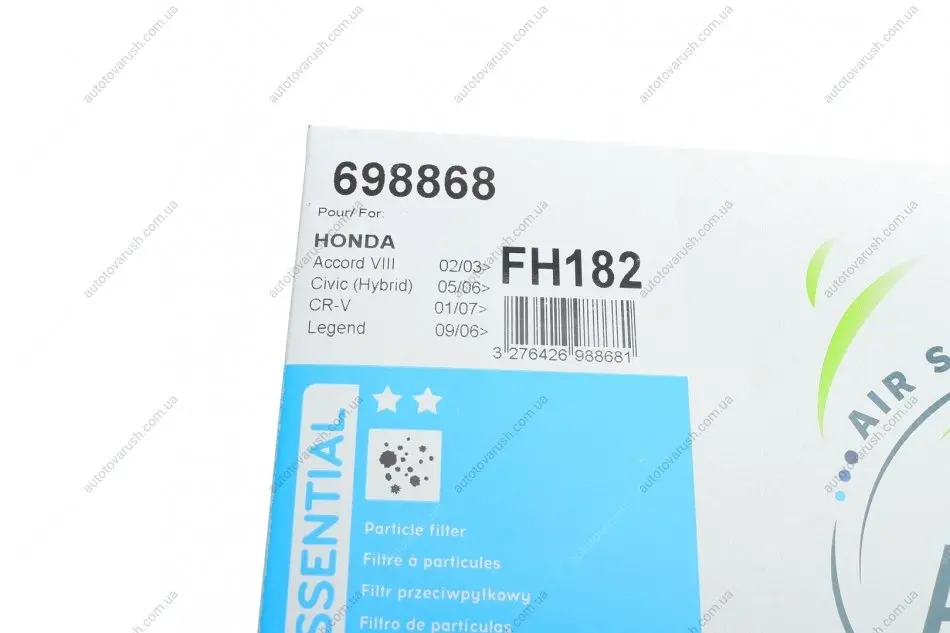 698868
Pour/ For:
HONDA
Accord VIII 02/03>
Civic (Hybrid) 05/06>
CR-V 01/07>
Legend 09/06>
FH182
3 276426 988681
ESSENTIAL
Particle filter
Filtre à particules
Filtr przeciwpyłkowy
Filtro de partículas
AIR S
autotovarush.com.ua